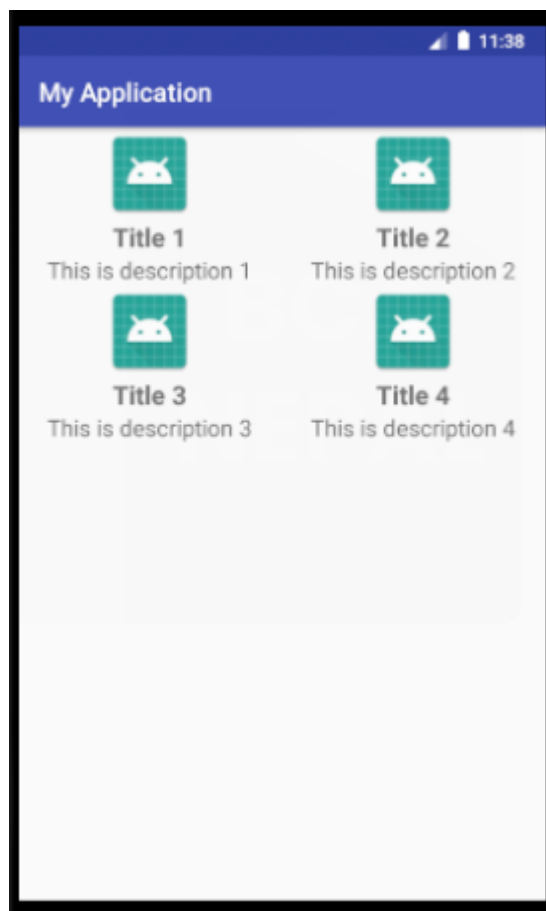 11:38
My Application
Title 1
Title 2
This is description 1
This is description 2
Title 3
Title 4
This is description 3
This is description 4